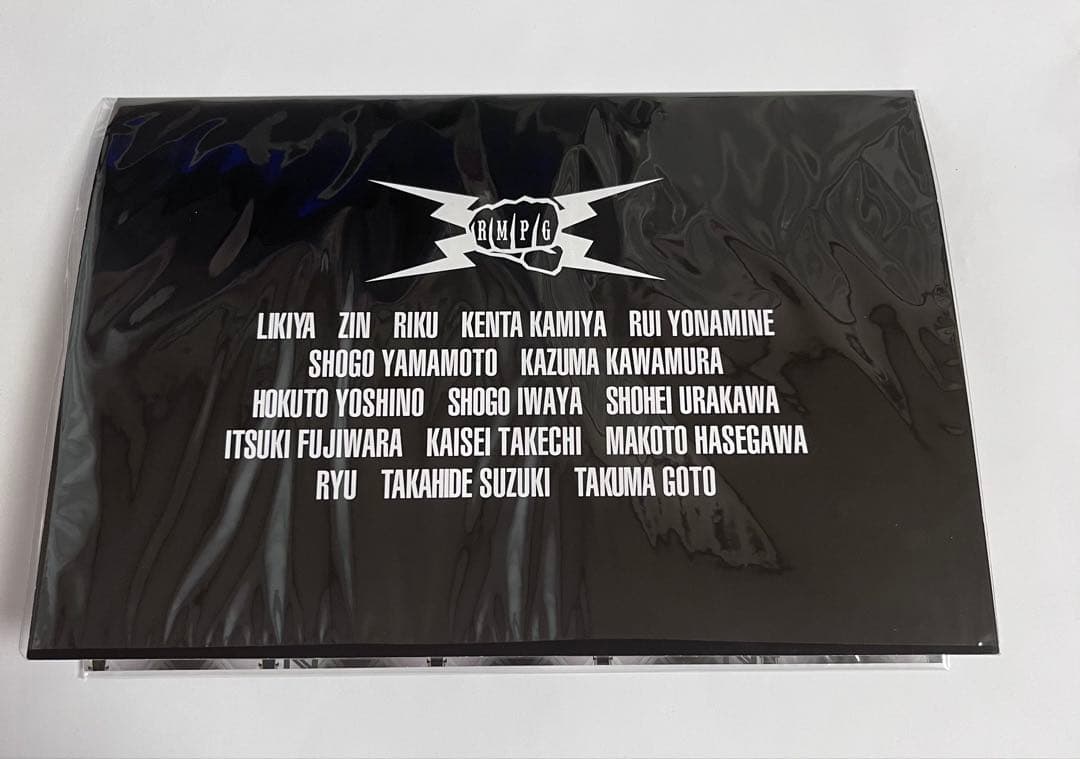 R M P G
LIKIYA ZIN RIKU KENTA KAMIYA RUI YONAMINE
SHOGO YAMAMOTO KAZUMA KAWAMURA
HOKUTO YOSHINO SHOGO IWAYA SHOHEI URAKAWA
ITSUKI FUJIWARA KAISEI TAKECHI MAKOTO HASEGAWA
RYU TAKAHIDE SUZUKI TAKUMA GOTO